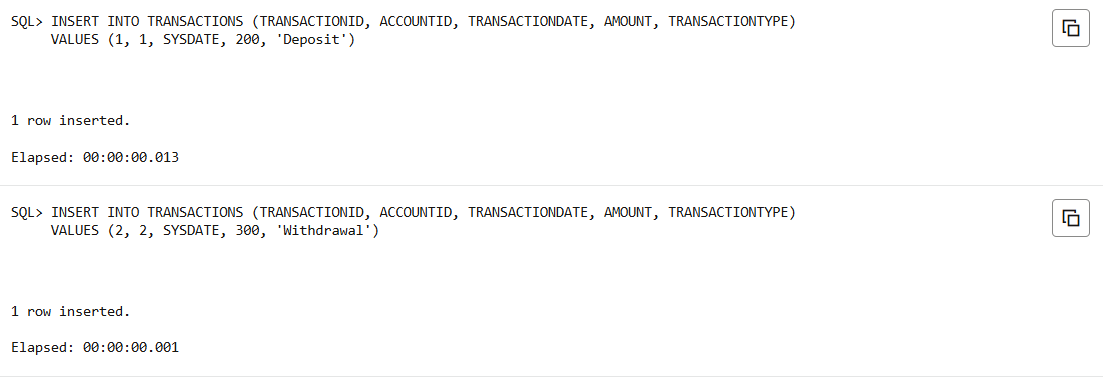 SQL> INSERT INTO TRANSACTIONS (TRANSACTIONID, ACCOUNTID, TRANSACTIONDATE, AMOUNT, TRANSACTIONTYPE)
     VALUES (1, 1, SYSDATE, 200, 'Deposit')
1 row inserted.
Elapsed: 00:00:00.013
SQL> INSERT INTO TRANSACTIONS (TRANSACTIONID, ACCOUNTID, TRANSACTIONDATE, AMOUNT, TRANSACTIONTYPE)
     VALUES (2, 2, SYSDATE, 300, 'Withdrawal')
1 row inserted.
Elapsed: 00:00:00.001